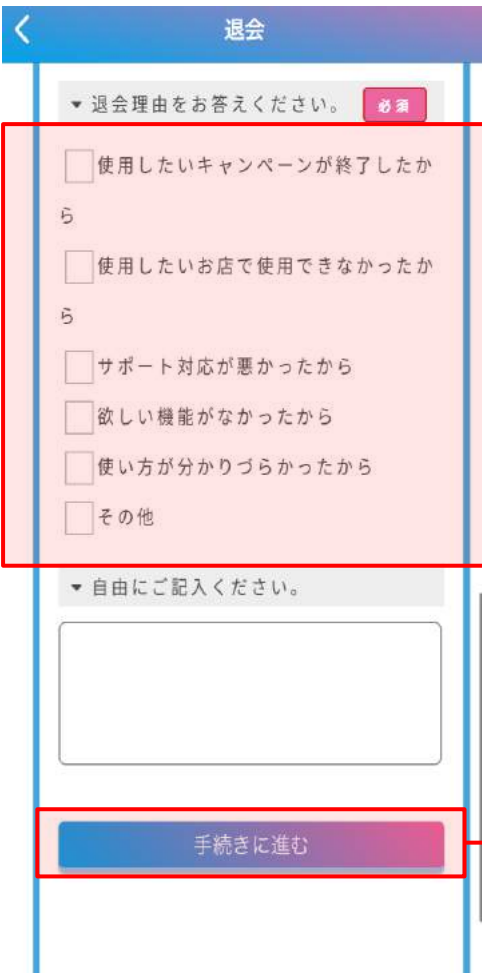 退会
▼ 退会理由をお答えください。 必須
使用したいキャンペーンが終了したか
ら
使用したいお店で使用できなかったか
ら
サポート対応が悪かったから
欲しい機能がなかったから
使い方が分かりづらかったから
その他
▼ 自由にご記入ください。
手続きに進む